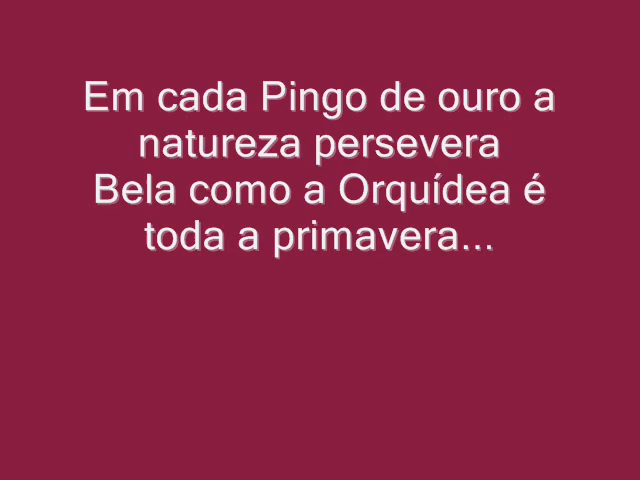 Em cada Pingo de ouro a
natureza persevera
Bela como a Orquídea é
toda a primavera...